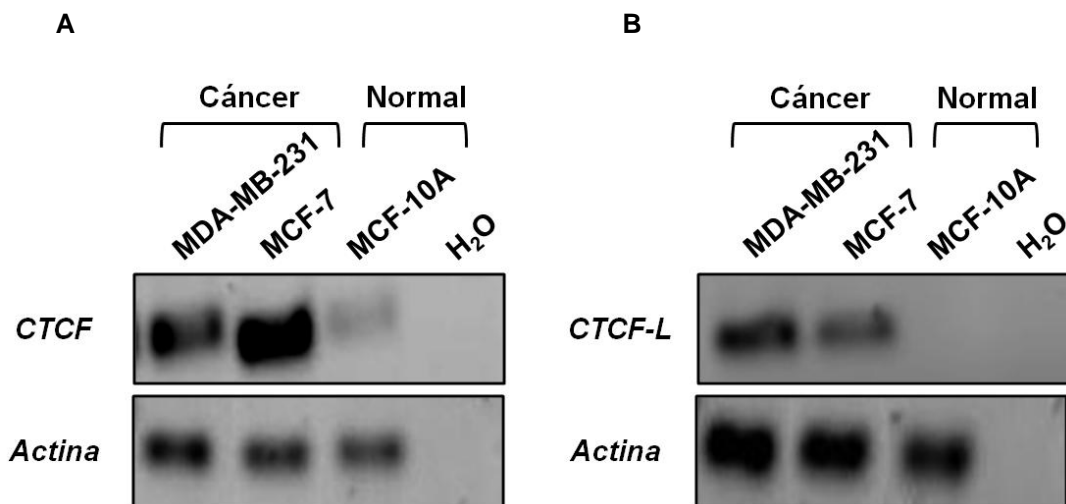 A
Cáncer
Normal
MDA-MB-231
MCF-7
MCF-10A
H₂O
CTCF
Actina
B
Cáncer
Normal
MDA-MB-231
MCF-7
MCF-10A
H₂O
CTCF-L
Actina